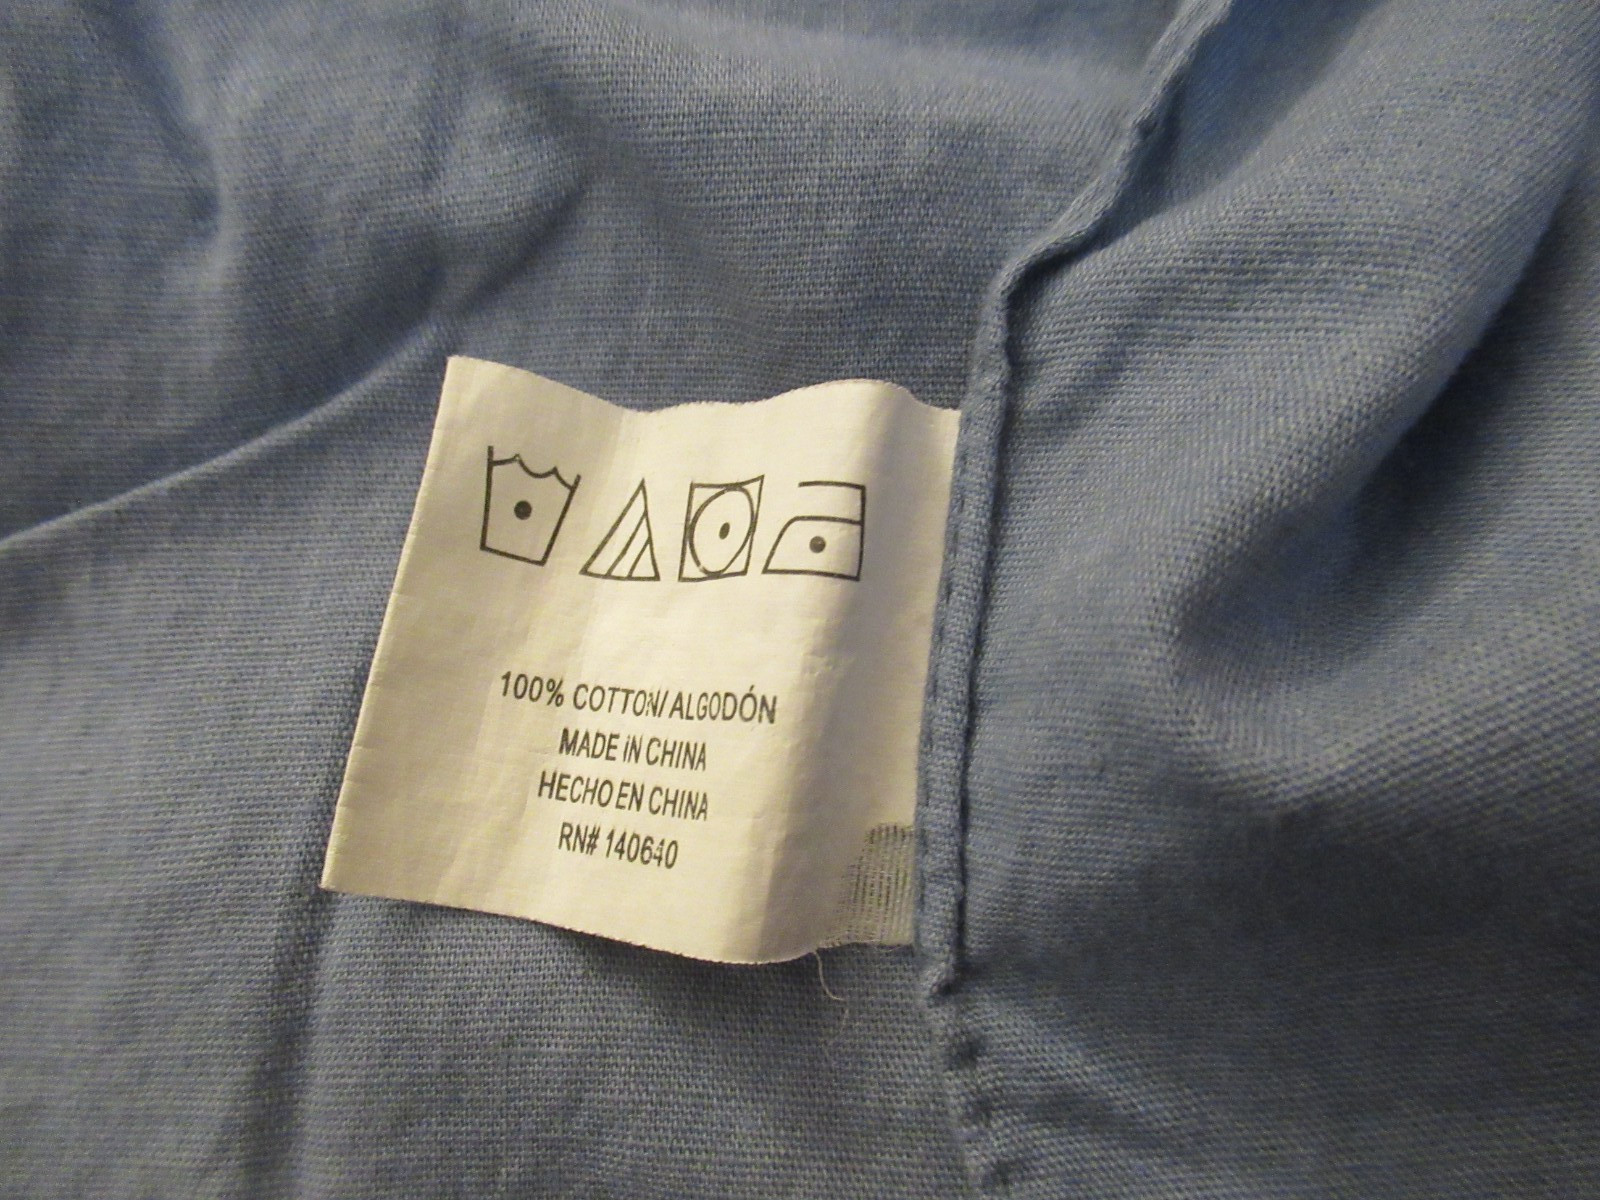 100% COTTON/ALGODÓN
MADE IN CHINA
HECHO EN CHINA
RN# 140640